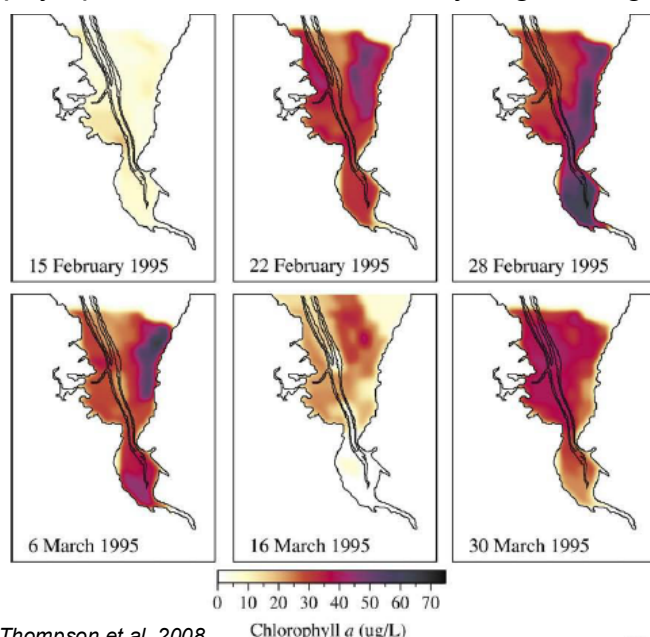 15 February 1995
22 February 1995
28 February 1995
6 March 1995
16 March 1995
30 March 1995
0 10 20 30 40 50 60 70
Chlorophyll a (ug/L)
Thompson et al. 2008